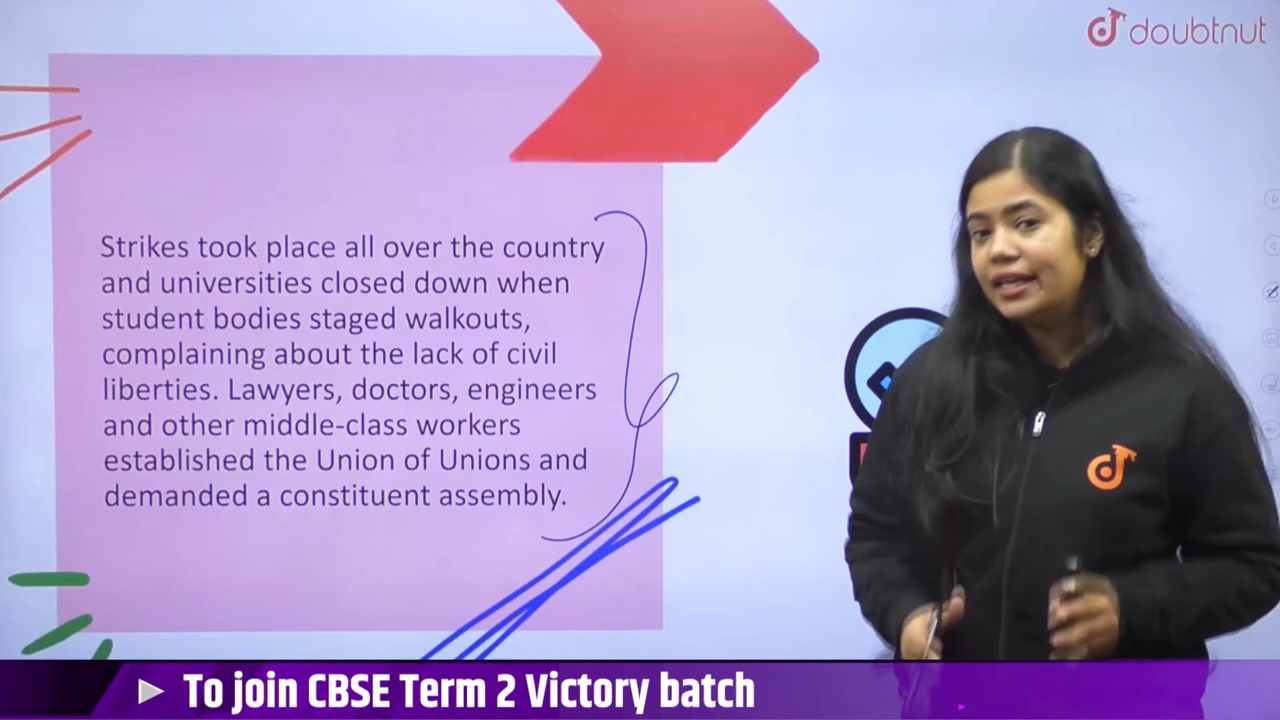 doubtnut
Strikes took place all over the country
and universities closed down when
student bodies staged walkouts,
complaining about the lack of civil
liberties. Lawyers, doctors, engineers
and other middle-class workers
established the Union of Unions and
demanded a constituent assembly.
To join CBSE Term 2 Victory batch